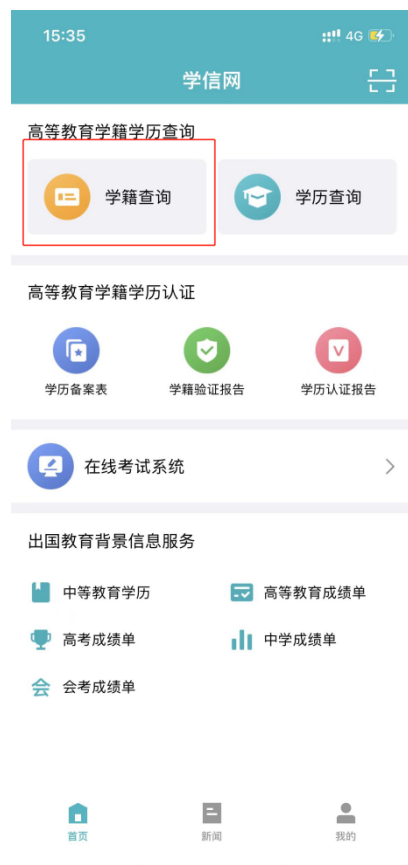 15:35
4G
学信网
高等教育学籍学历查询
学籍查询
学历查询
高等教育学籍学历认证
学历备案表
学籍验证报告
学历认证报告
在线考试系统
出国教育背景信息服务
中等教育学历
高等教育成绩单
高考成绩单
中学成绩单
会 会考成绩单
首页
新闻
我的